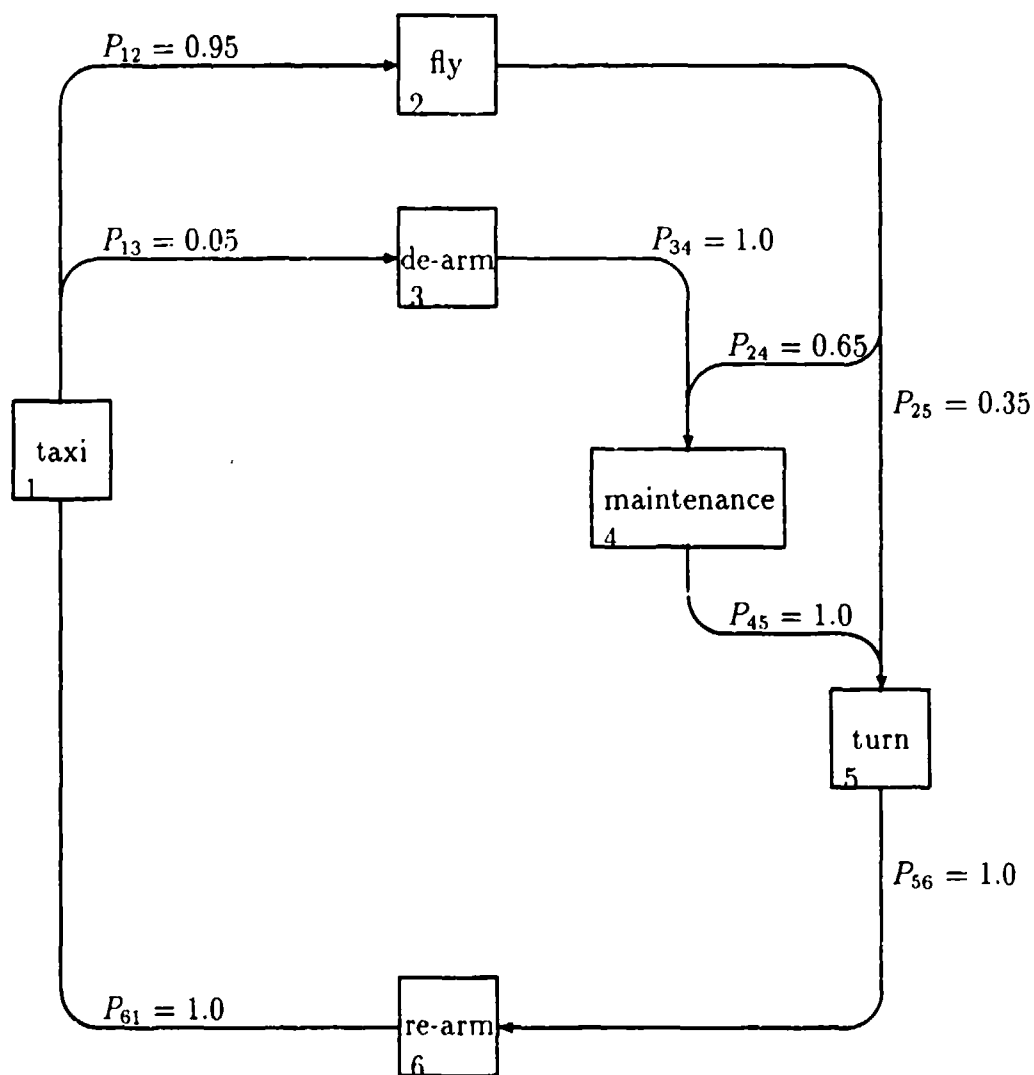 P₁₂ = 0.95
fly
2
P₁₃ = 0.05
de-arm
3
P₃₄ = 1.0
P₂₄ = 0.65
P₂₅ = 0.35
taxi
1
maintenance
4
P₄₅ = 1.0
turn
5
P₅₆ = 1.0
P₆₁ = 1.0
re-arm
6